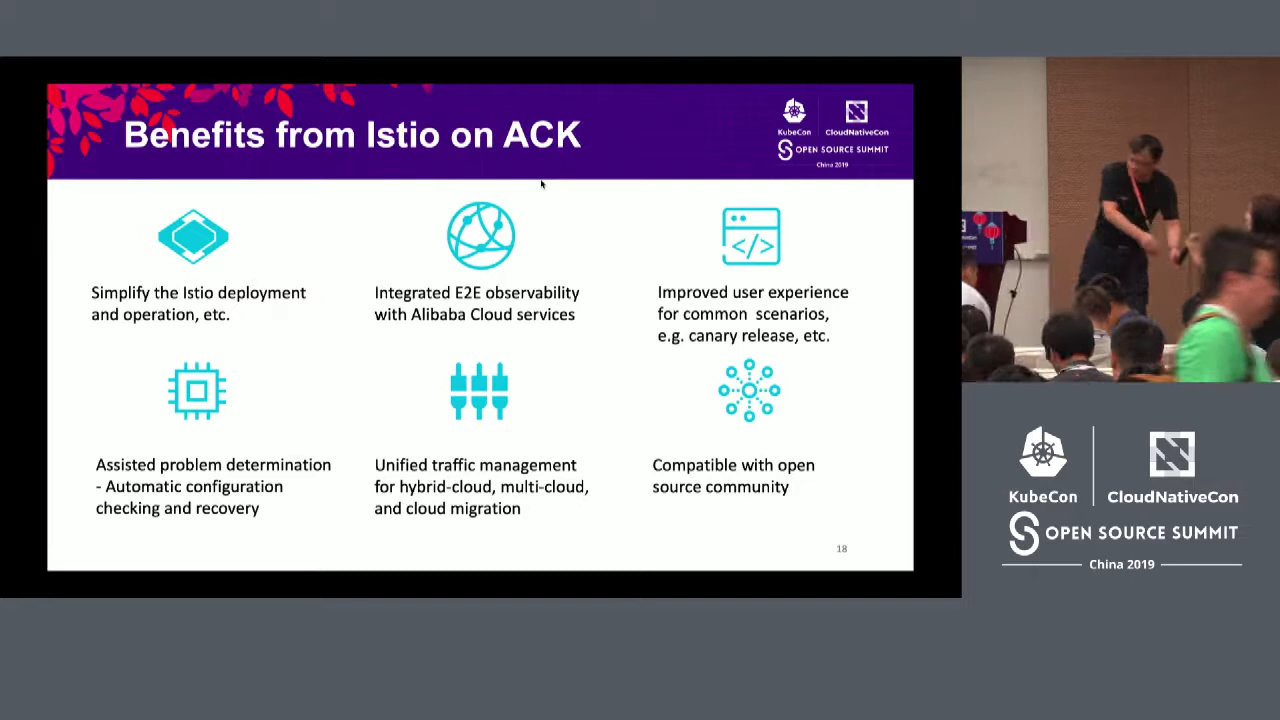 Benefits from Istio on ACK
KubeCon
CloudNativeCon
OPEN SOURCE SUMMIT
China 2019
Simplify the Istio deployment
and operation, etc.
Integrated E2E observability
with Alibaba Cloud services
Improved user experience
for common scenarios,
e.g. canary release, etc.
Assisted problem determination
- Automatic configuration
checking and recovery
Unified traffic management
for hybrid-cloud, multi-cloud,
and cloud migration
Compatible with open
source community
18
KubeCon
CloudNativeCon
OPEN SOURCE SUMMIT
China 2019